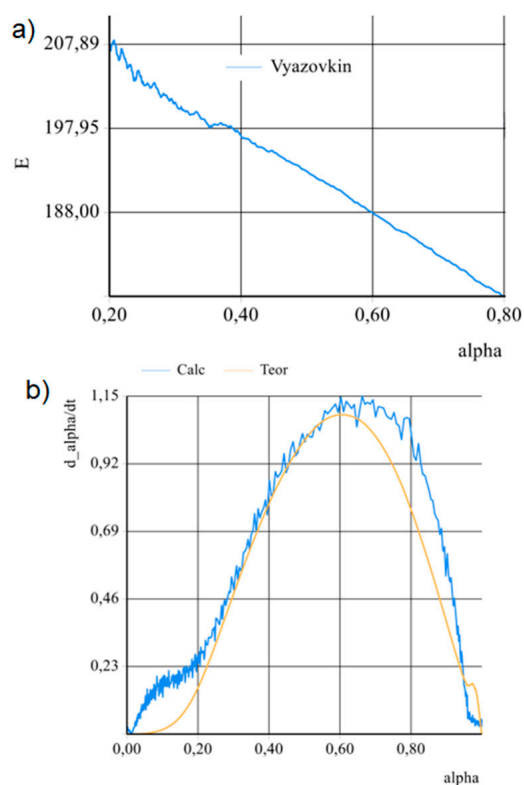 a)
207,89
Vyazovkin
197,95
E
188,00
0,20 0,40 0,60 0,80
alpha
Calc Teor
b)
1,15
d_alpha/dt
0,92
0,69
0,46
0,23
0,00 0,20 0,40 0,60 0,80
alpha